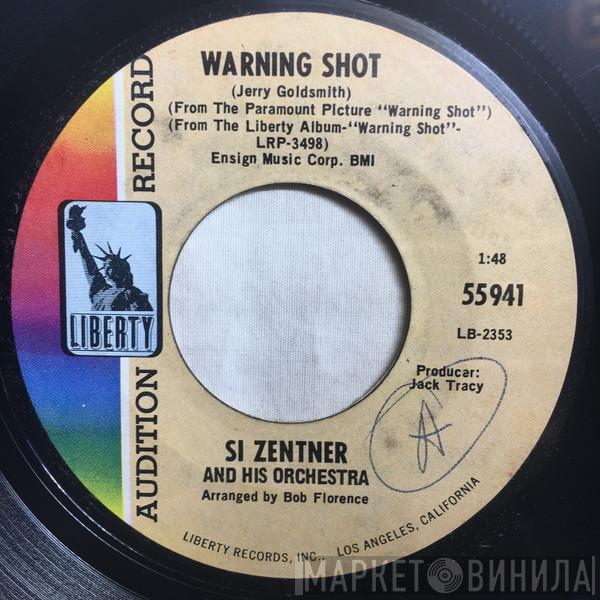 WARNING SHOT
(Jerry Goldsmith)
(From The Paramount Picture "Warning Shot")
(From The Liberty Album-"Warning Shot"-
LRP-3498)
Ensign Music Corp. BMI
AUDITION RECORD
LIBERTY
1:48
55941
LB-2353
Producer:
Jack Tracy
A
SI ZENTNER
AND HIS ORCHESTRA
Arranged by Bob Florence
LIBERTY RECORDS, INC., LOS ANGELES, CALIFORNIA
МАРКЕТ ВИНИЛА